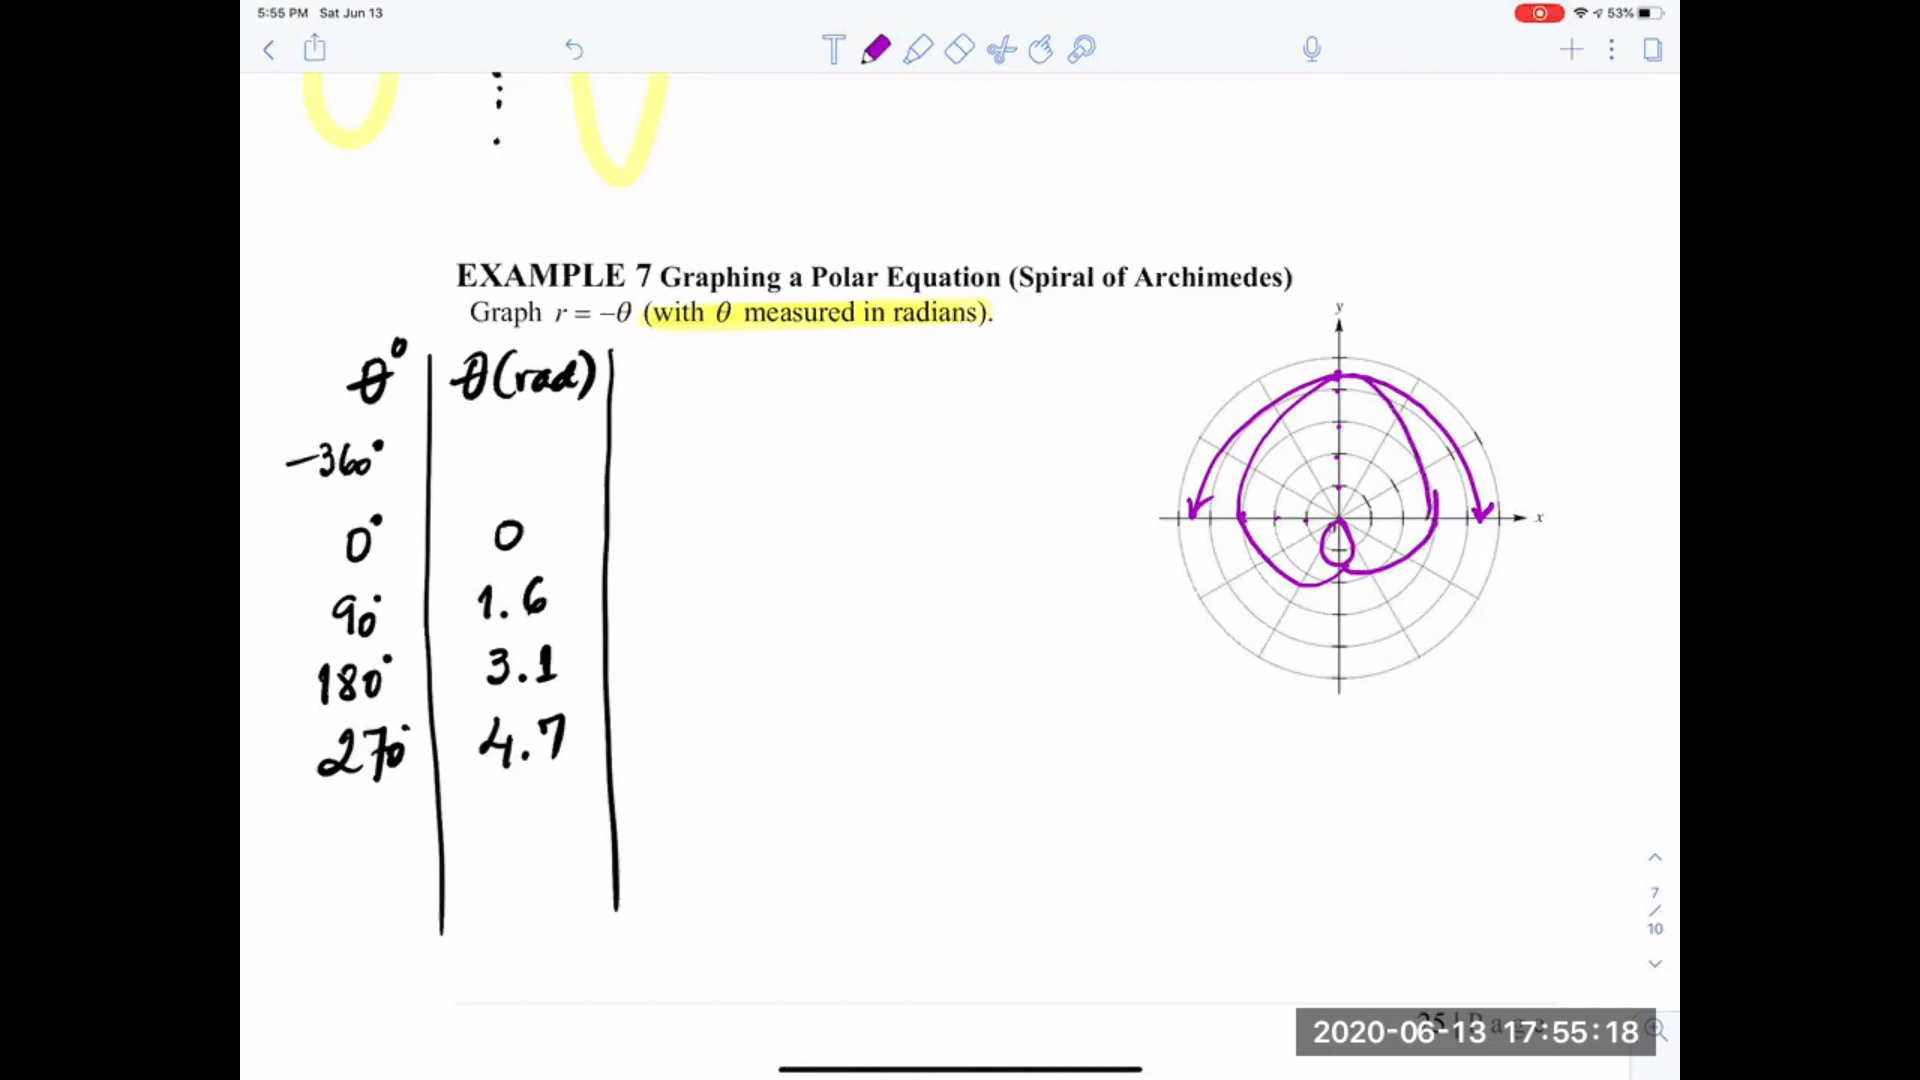 5:55 PM Sat Jun 13
53%
T
EXAMPLE 7 Graphing a Polar Equation (Spiral of Archimedes)
Graph r = −θ (with θ measured in radians).
y
x
θ° θ(rad)
−360°
0° 0
90° 1.6
180° 3.1
270° 4.7
7
/
10
2020-06-13 17:55:18